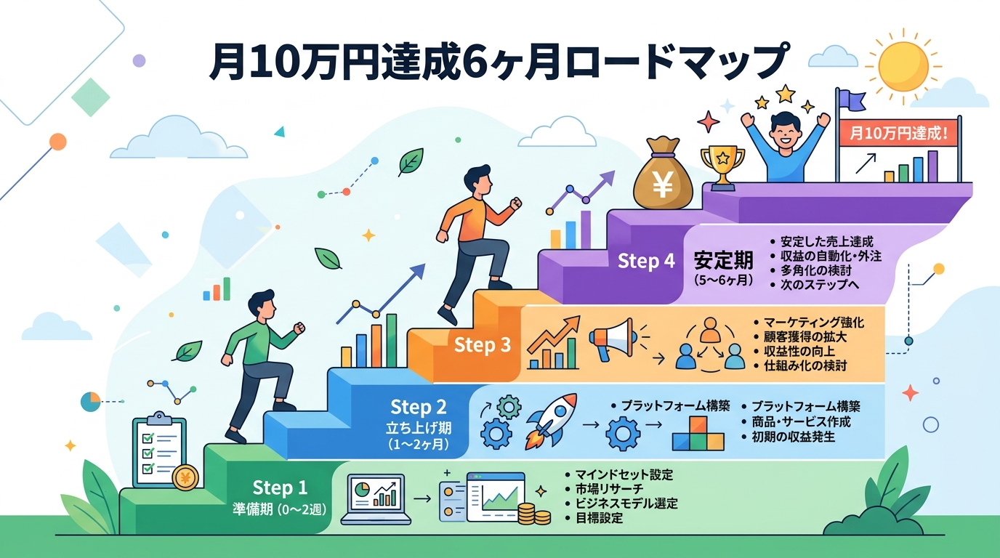 月10万円達成6ヶ月ロードマップ
月10万円達成!
¥
Step 4
安定期
(5〜6ヶ月)
• 安定した売上達成
• 収益の自動化・外注
• 多角化の検討
• 次のステップへ
Step 3
• マーケティング強化
• 顧客獲得の拡大
• 収益性の向上
• 仕組み化の検討
Step 2
立ち上げ期
(1〜2ヶ月)
• プラットフォーム構築
• プラットフォーム構築
• 商品・サービス作成
• 初期の収益発生
¥
Step 1
準備期 (0〜2週)
• マインドセット設定
• 市場リサーチ
• ビジネスモデル選定
• 目標設定